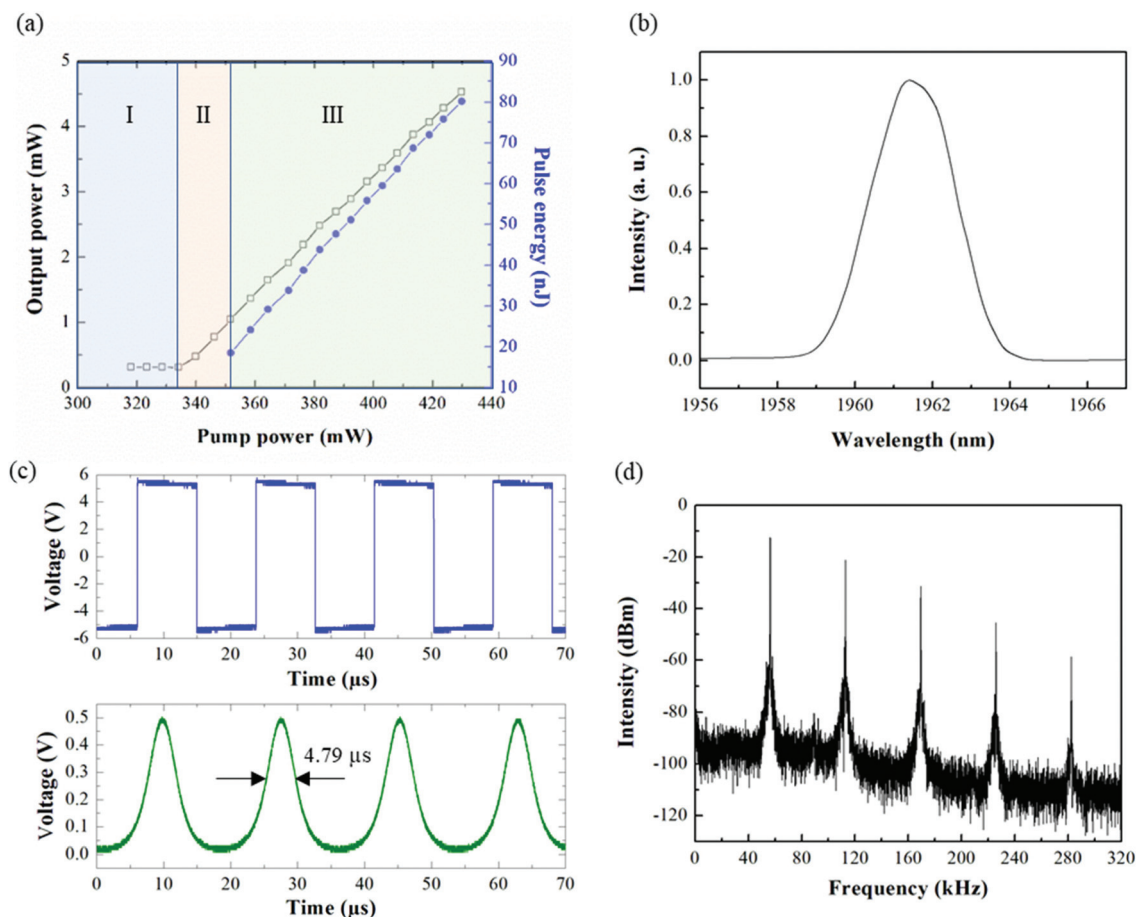 (a)
I II III
Output power (mW)
5
4
3
2
1
0
Pulse energy (nJ)
90
80
70
60
50
40
30
20
10
300 320 340 360 380 400 420 440
Pump power (mW)
(b)
Intensity (a. u.)
1.0
0.8
0.6
0.4
0.2
0.0
1956 1958 1960 1962 1964 1966
Wavelength (nm)
(c)
Voltage (V)
6
4
2
0
-2
-4
-6
0 10 20 30 40 50 60 70
Time (μs)
Voltage (V)
0.5
0.4
0.3
0.2
0.1
0.0
4.79 μs
0 10 20 30 40 50 60 70
Time (μs)
(d)
Intensity (dBm)
0
-20
-40
-60
-80
-100
-120
0 40 80 120 160 200 240 280 320
Frequency (kHz)